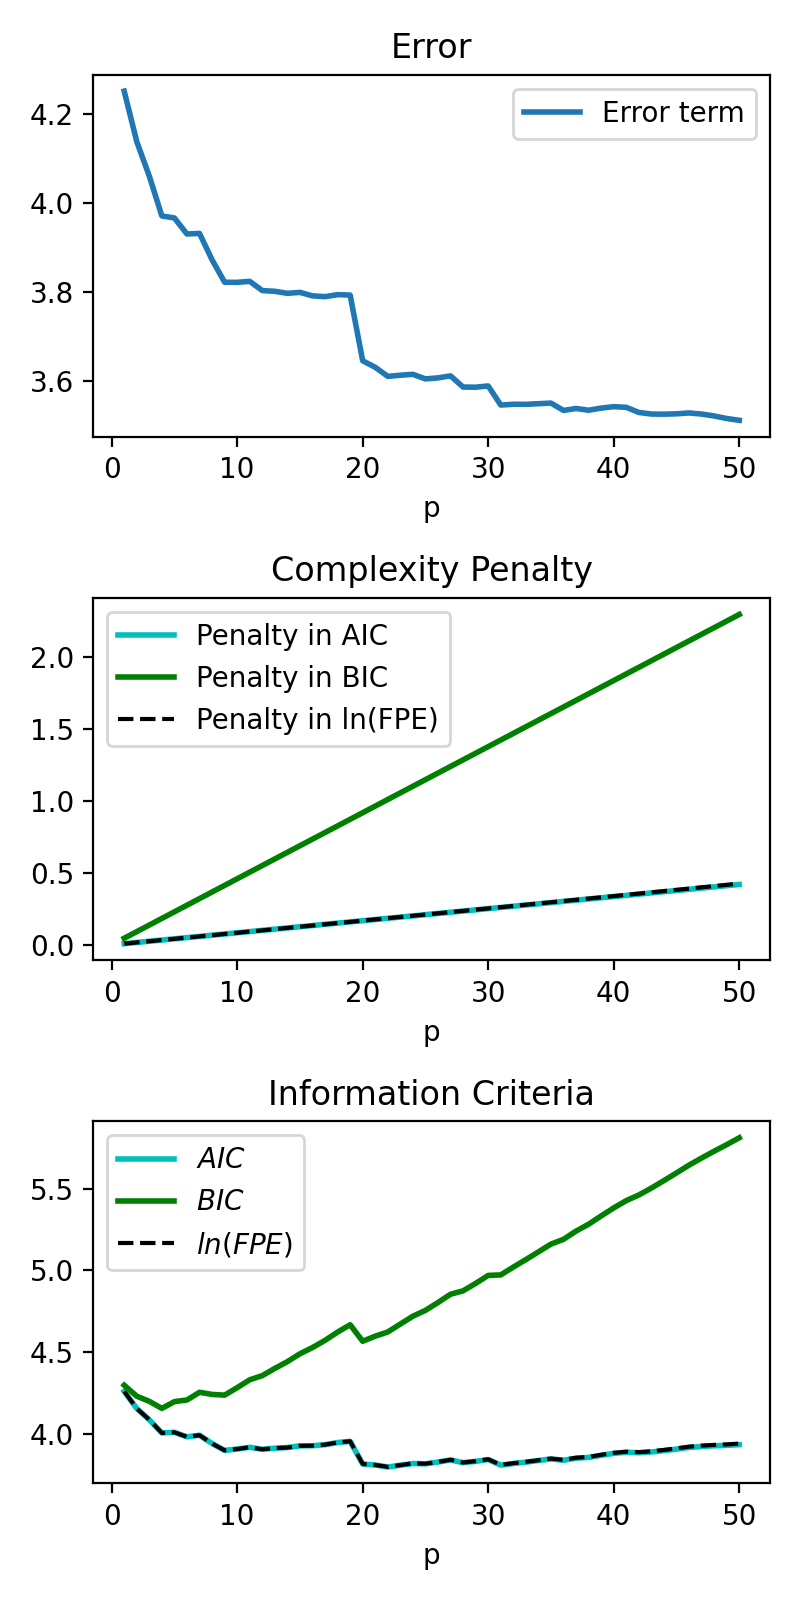 Error
Error term
4.2
4.0
3.8
3.6
0 10 20 30 40 50
p
Complexity Penalty
Penalty in AIC
Penalty in BIC
Penalty in ln(FPE)
2.0
1.5
1.0
0.5
0.0
0 10 20 30 40 50
p
Information Criteria
AIC
BIC
ln(FPE)
5.5
5.0
4.5
4.0
0 10 20 30 40 50
p